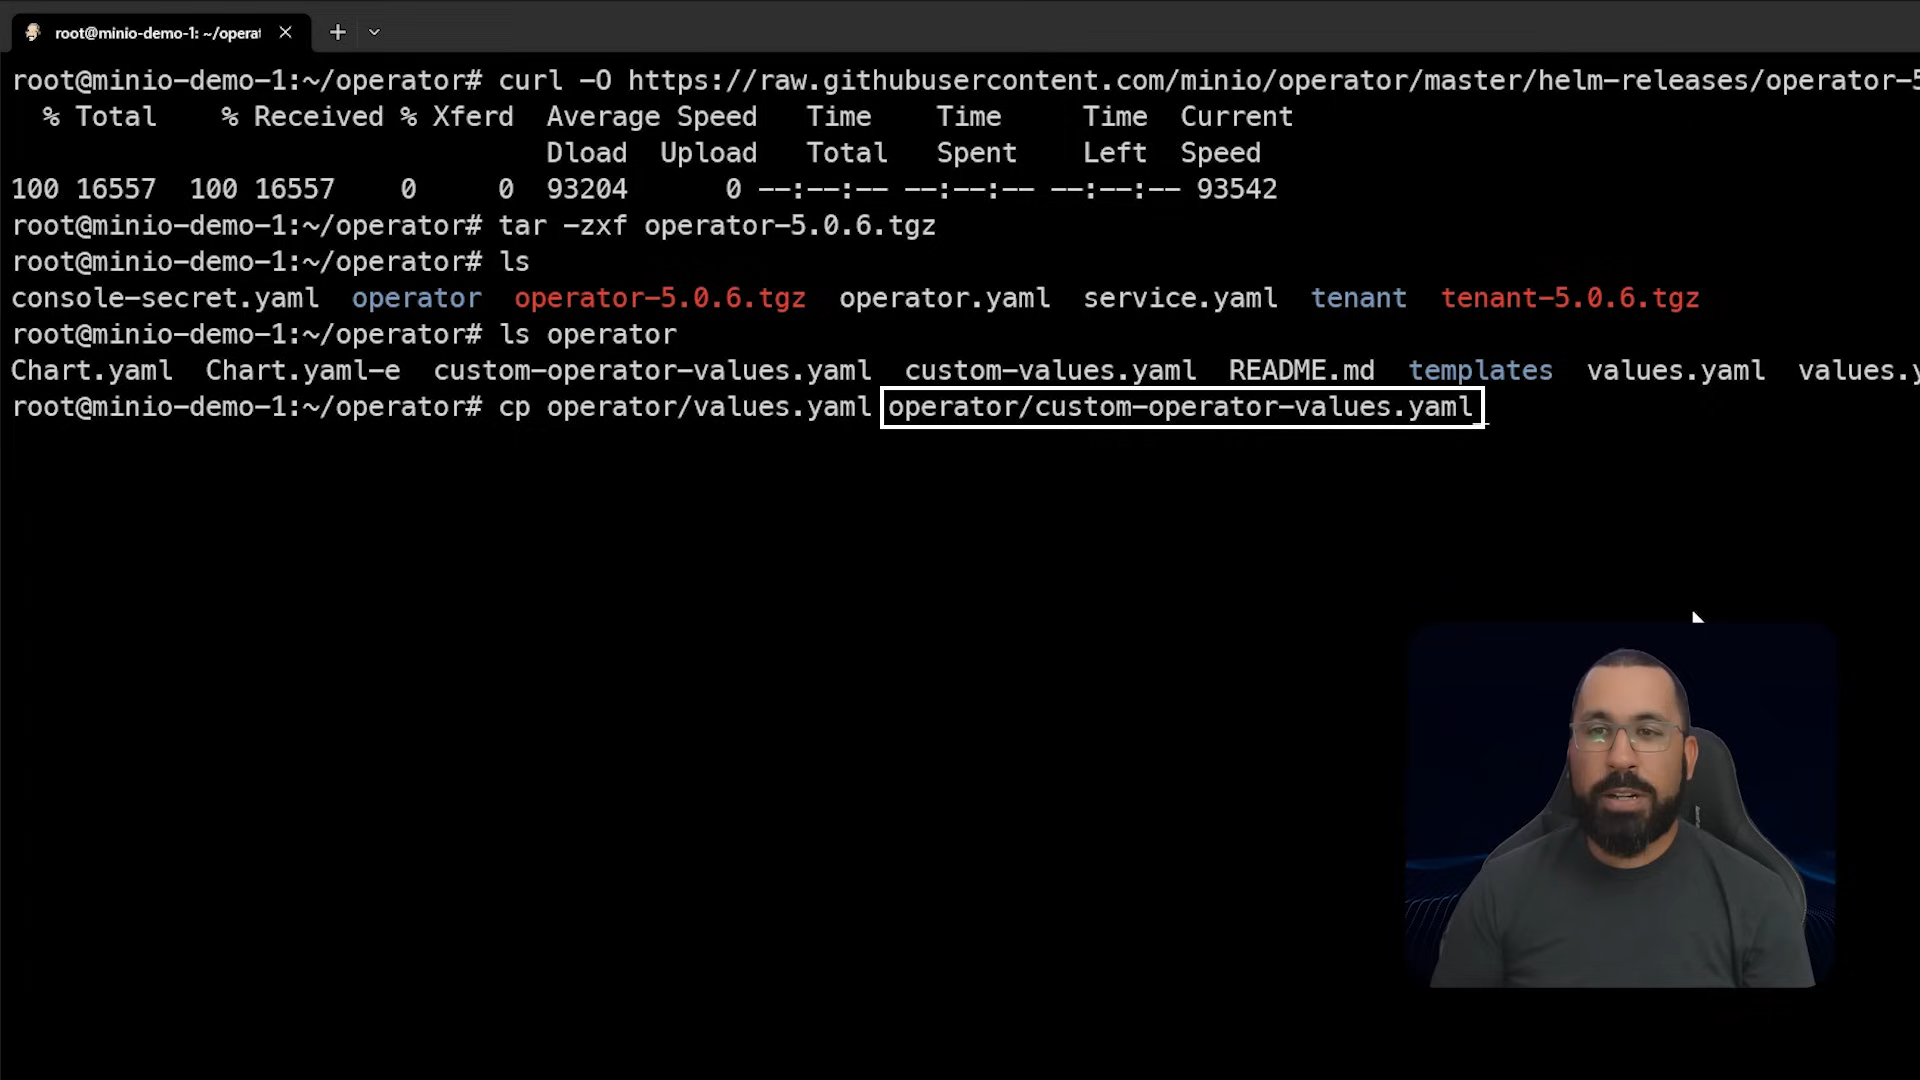 root@minio-demo-1: ~/operat
root@minio-demo-1:~/operator# curl -O https://raw.githubusercontent.com/minio/operator/master/helm-releases/operator-5
% Total % Received % Xferd Average Speed Time Time Time Current
Dload Upload Total Spent Left Speed
100 16557 100 16557 0 0 93204 0 --:--:-- --:--:-- --:--:-- 93542
root@minio-demo-1:~/operator# tar -zxf operator-5.0.6.tgz
root@minio-demo-1:~/operator# ls
console-secret.yaml operator operator-5.0.6.tgz operator.yaml service.yaml tenant tenant-5.0.6.tgz
root@minio-demo-1:~/operator# ls operator
Chart.yaml Chart.yaml-e custom-operator-values.yaml custom-values.yaml README.md templates values.yaml values.y
root@minio-demo-1:~/operator# cp operator/values.yaml operator/custom-operator-values.yaml